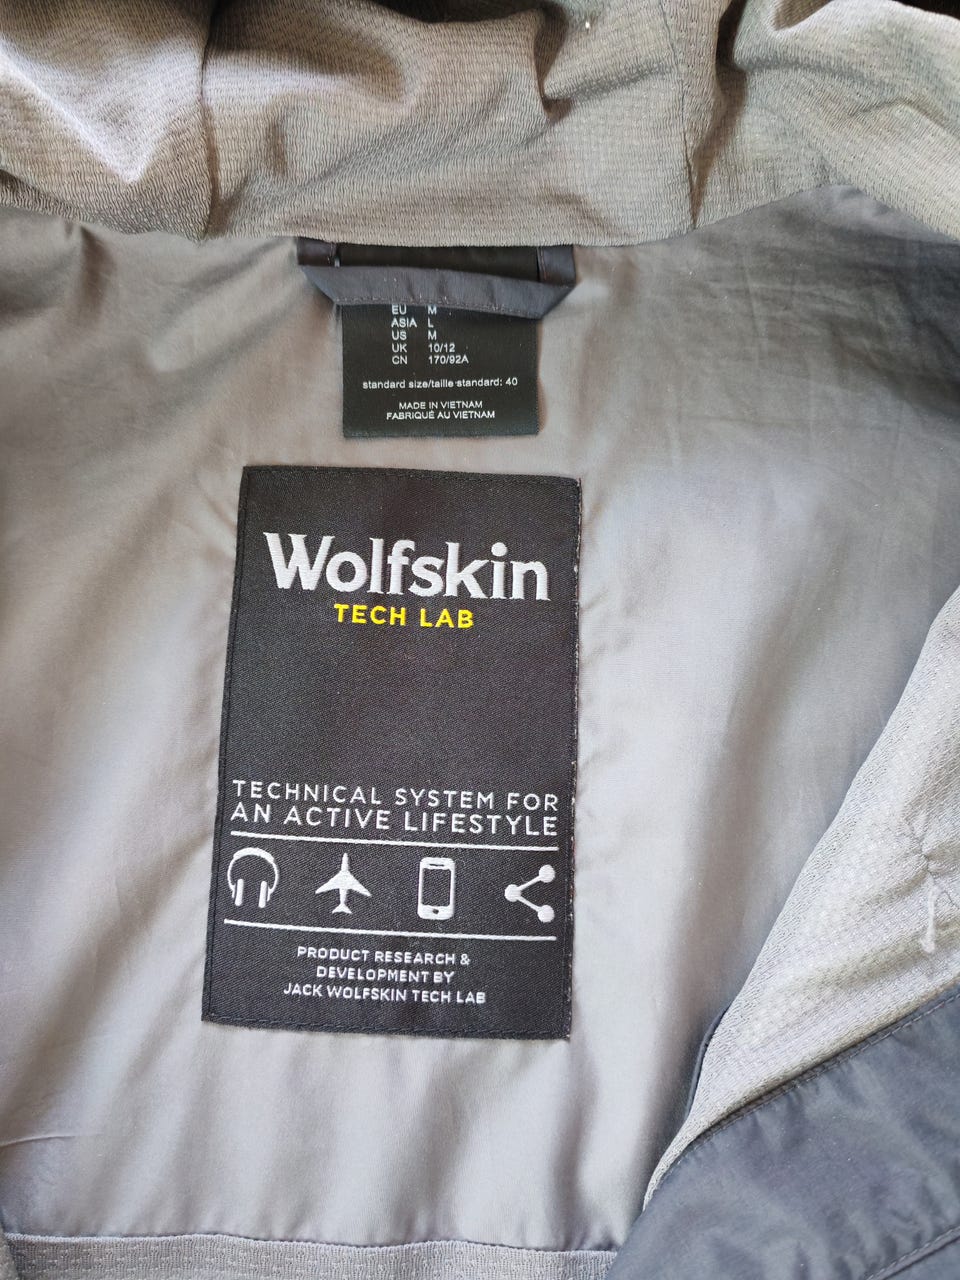 EU M
ASIA L
US M
UK 10/12
CN 170/92A
standard size/taille standard: 40
MADE IN VIETNAM
FABRIQUÉ AU VIETNAM
Wolfskin
TECH LAB
TECHNICAL SYSTEM FOR
AN ACTIVE LIFESTYLE
PRODUCT RESEARCH &
DEVELOPMENT BY
JACK WOLFSKIN TECH LAB